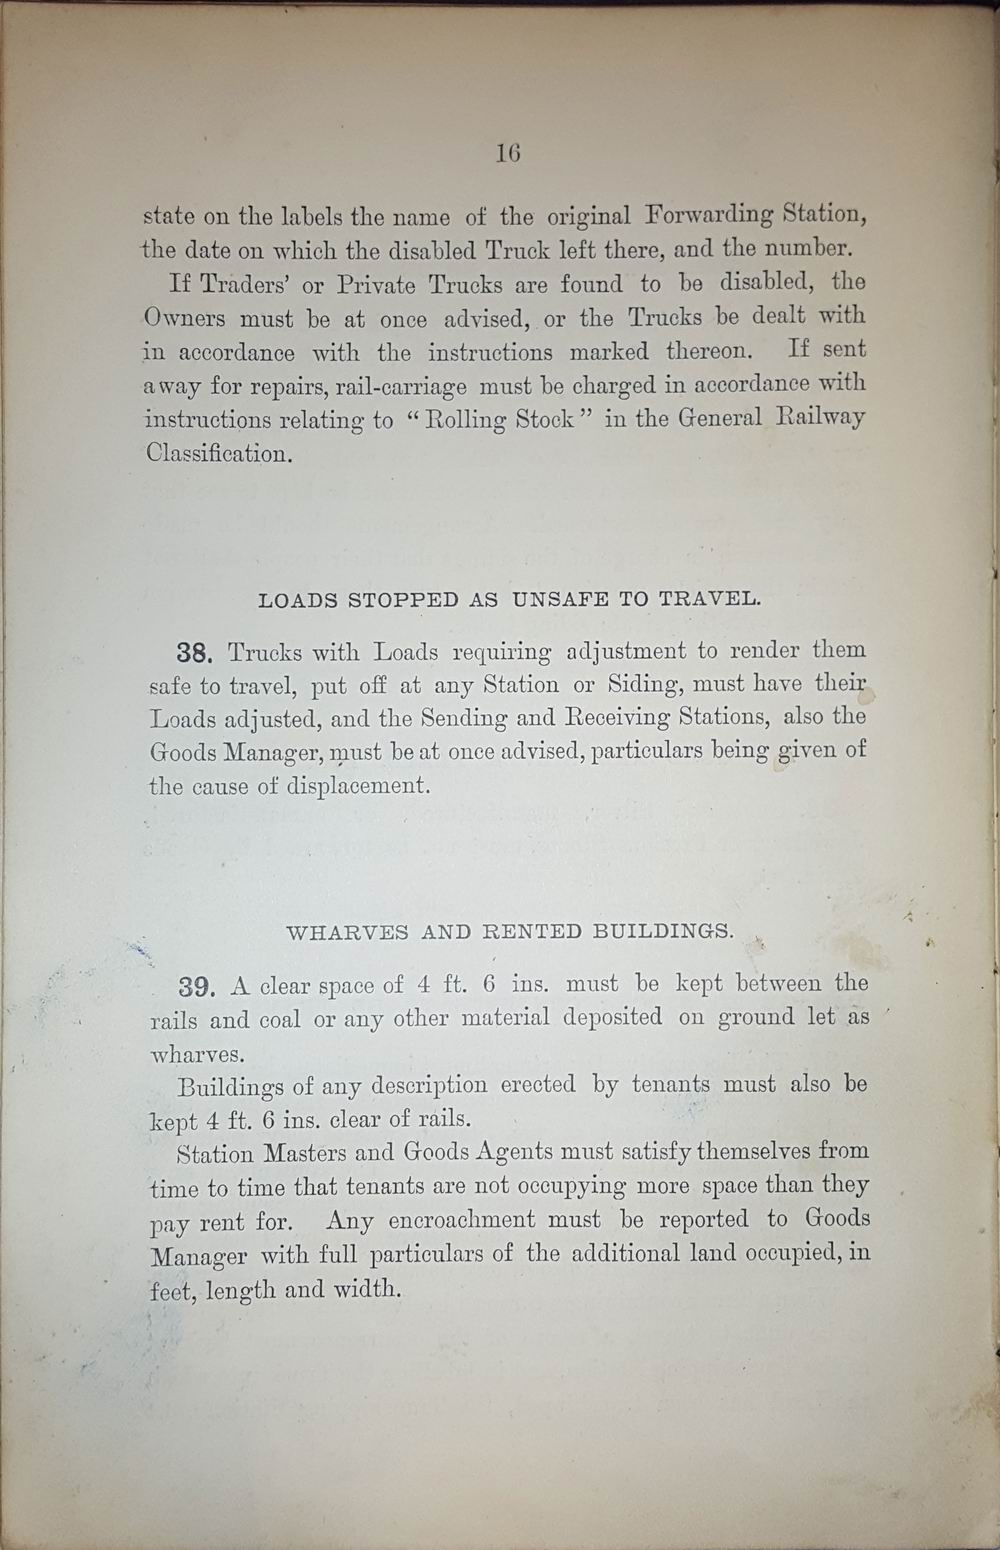 16
state on the labels the name of the original Forwarding Station,
the date on which the disabled Truck left there, and the number.
If Traders' or Private Trucks are found to be disabled, the
Owners must be at once advised, or the Trucks be dealt with
in accordance with the instructions marked thereon. If sent
away for repairs, rail-carriage must be charged in accordance with
instructions relating to “ Rolling Stock ” in the General Railway
Classification.
LOADS STOPPED AS UNSAFE TO TRAVEL.
38. Trucks with Loads requiring adjustment to render them
safe to travel, put off at any Station or Siding, must have their
Loads adjusted, and the Sending and Receiving Stations, also the
Goods Manager, must be at once advised, particulars being given of
the cause of displacement.
WHARVES AND RENTED BUILDINGS.
39. A clear space of 4 ft. 6 ins. must be kept between the
rails and coal or any other material deposited on ground let as
wharves.
Buildings of any description erected by tenants must also be
kept 4 ft. 6 ins. clear of rails.
Station Masters and Goods Agents must satisfy themselves from
time to time that tenants are not occupying more space than they
pay rent for. Any encroachment must be reported to Goods
Manager with full particulars of the additional land occupied, in
feet, length and width.